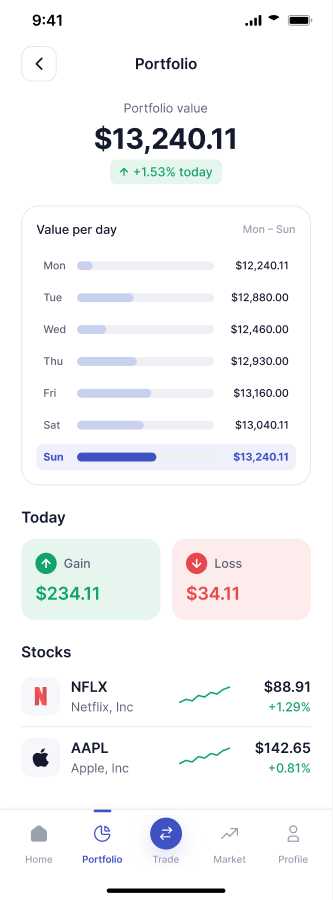 9:41
Portfolio
Portfolio value
$13,240.11
+1.53% today
Value per day Mon – Sun
Mon $12,240.11
Tue $12,880.00
Wed $12,460.00
Thu $12,930.00
Fri $13,160.00
Sat $13,040.11
Sun $13,240.11
Today
Gain Loss
$234.11 $34.11
Stocks
NFLX $88.91
Netflix, Inc +1.29%
AAPL $142.65
Apple, Inc +0.81%
Home Portfolio Trade Market Profile